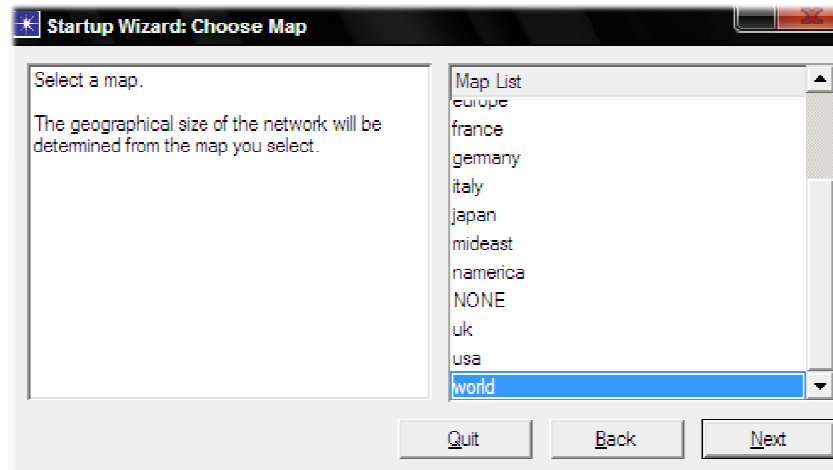 Startup Wizard: Choose Map
Select a map.
The geographical size of the network will be
determined from the map you select.
Map List
europe
france
germany
italy
japan
mideast
namerica
NONE
uk
usa
world
Quit
Back
Next